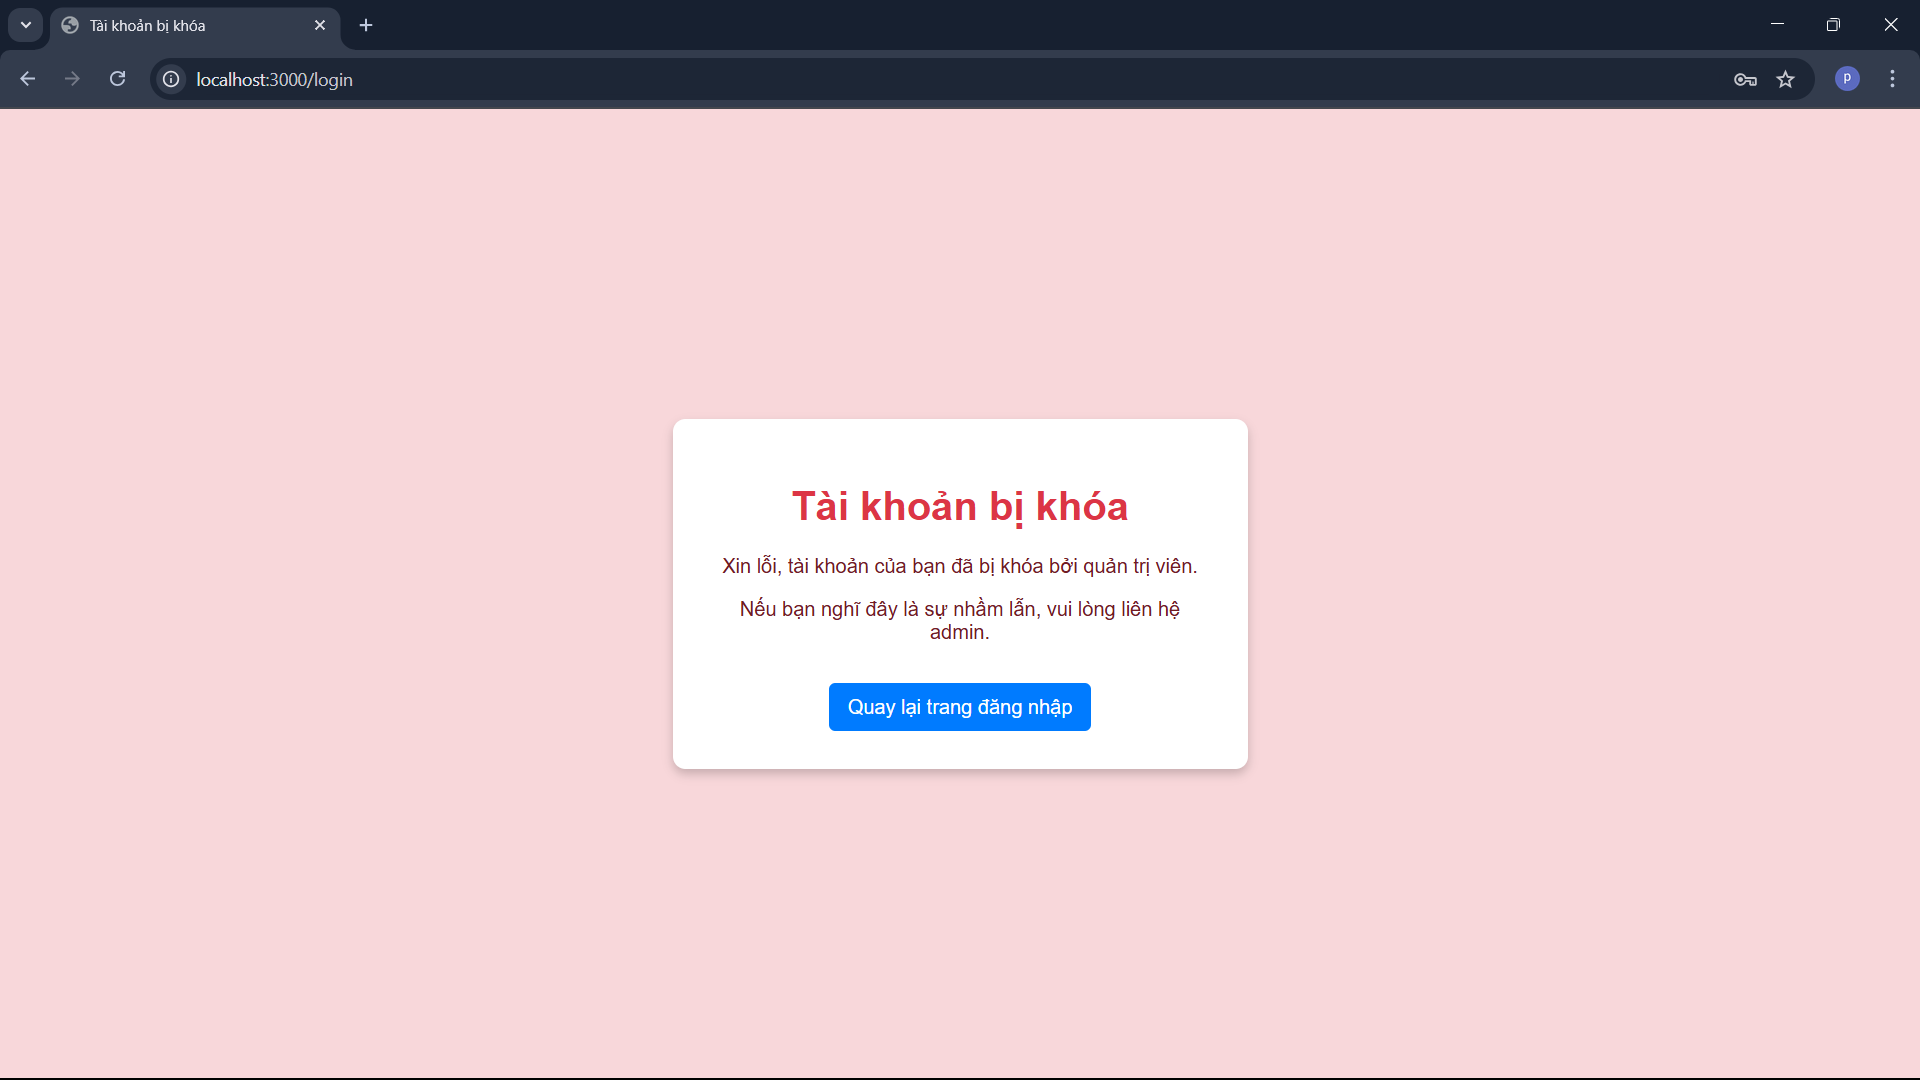 Tài khoản bị khóa
localhost:3000/login
p
Tài khoản bị khóa
Xin lỗi, tài khoản của bạn đã bị khóa bởi quản trị viên.
Nếu bạn nghĩ đây là sự nhầm lẫn, vui lòng liên hệ
admin.
Quay lại trang đăng nhập